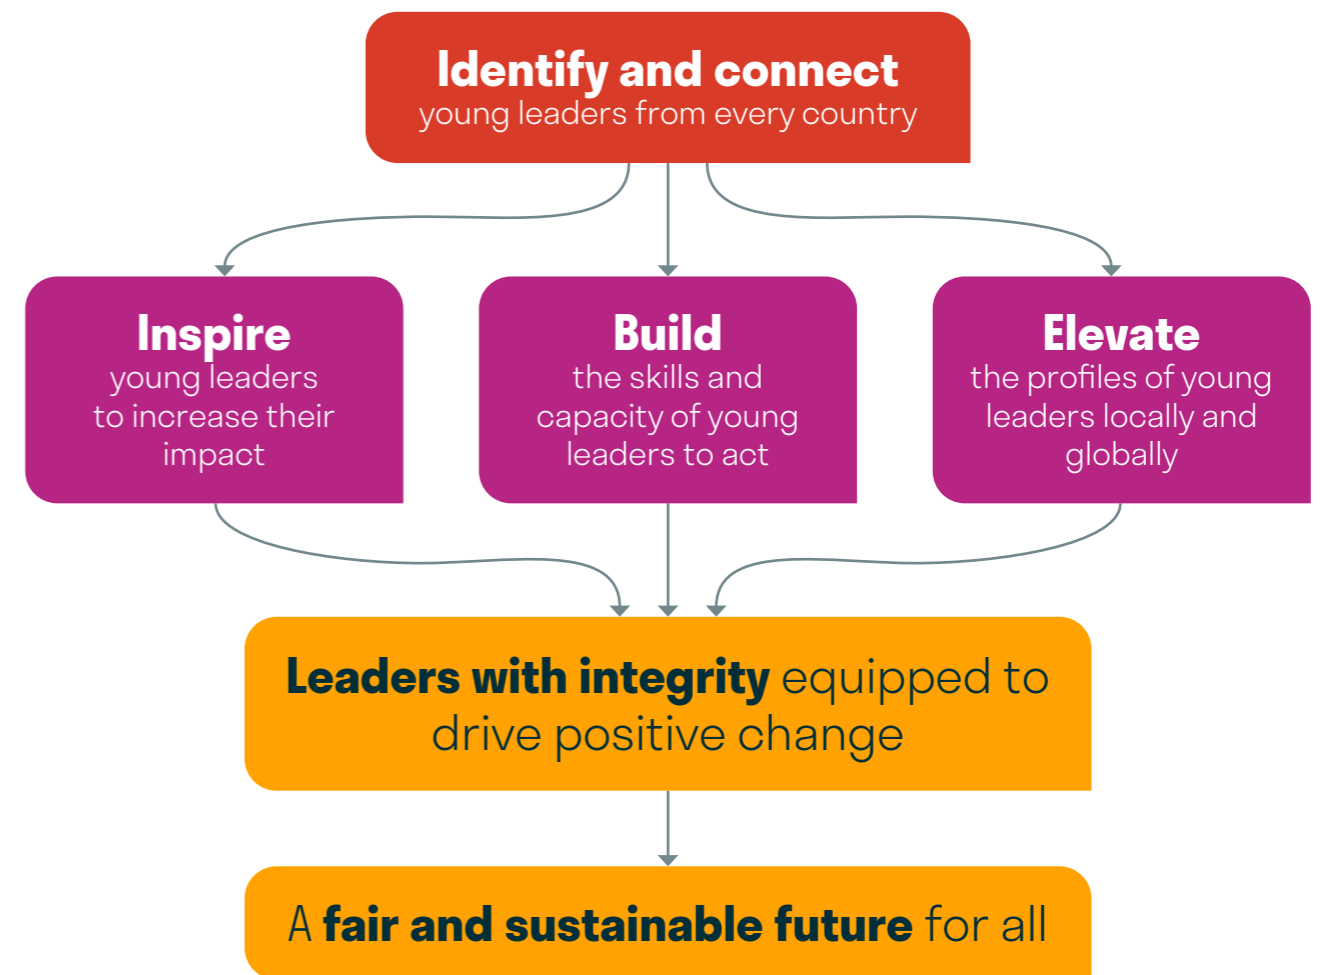 Identify and connect
young leaders from every country
Inspire
young leaders
to increase their
impact
Build
the skills and
capacity of young
leaders to act
Elevate
the profiles of young
leaders locally and
globally
Leaders with integrity equipped to
drive positive change
A fair and sustainable future for all